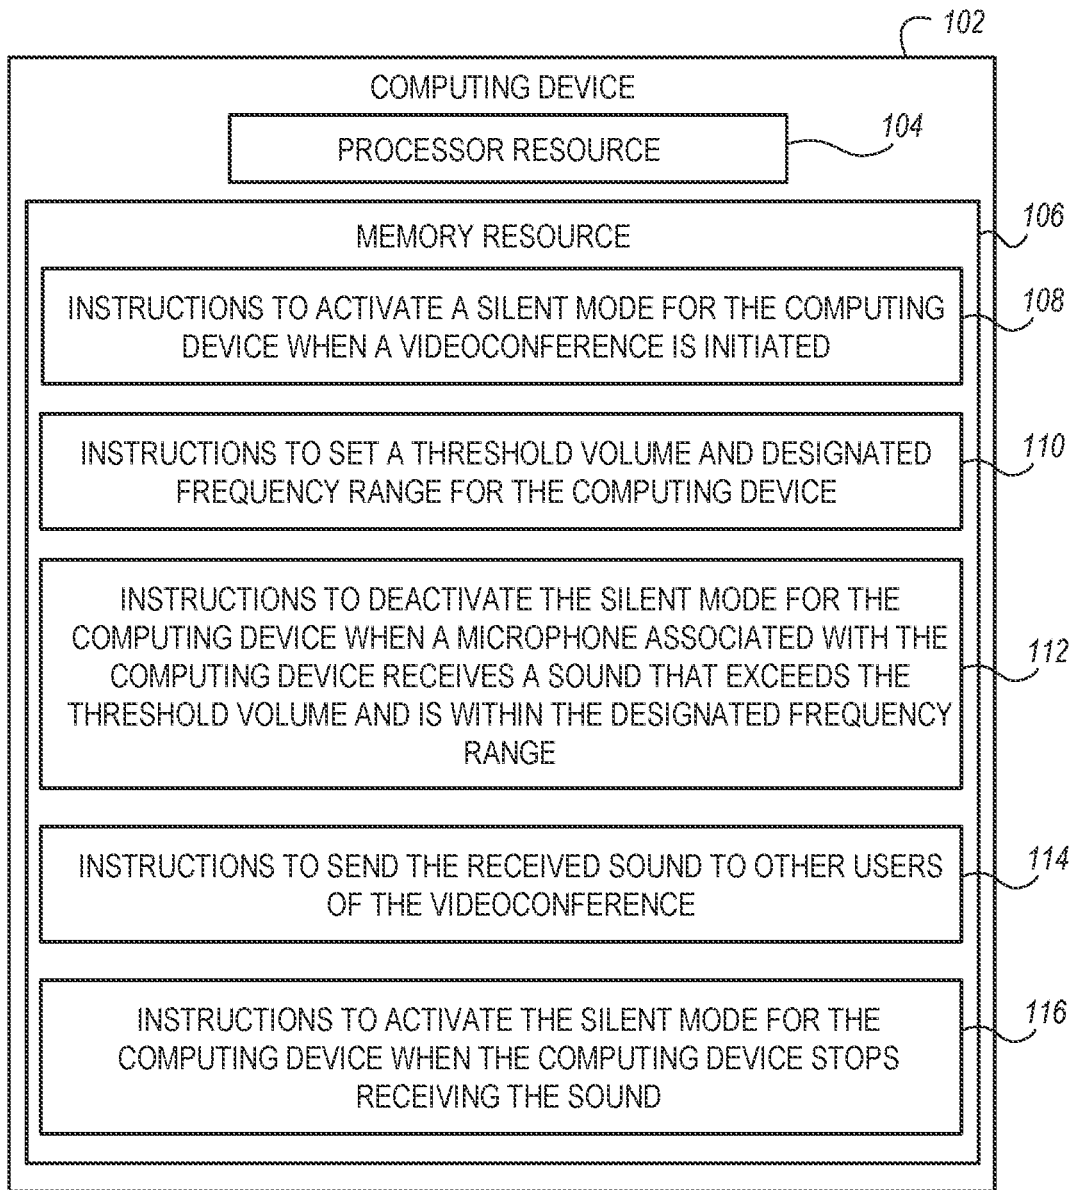 102
COMPUTING DEVICE
PROCESSOR RESOURCE
104
MEMORY RESOURCE
106
INSTRUCTIONS TO ACTIVATE A SILENT MODE FOR THE COMPUTING
DEVICE WHEN A VIDEOCONFERENCE IS INITIATED
108
INSTRUCTIONS TO SET A THRESHOLD VOLUME AND DESIGNATED
FREQUENCY RANGE FOR THE COMPUTING DEVICE
110
INSTRUCTIONS TO DEACTIVATE THE SILENT MODE FOR THE
COMPUTING DEVICE WHEN A MICROPHONE ASSOCIATED WITH THE
COMPUTING DEVICE RECEIVES A SOUND THAT EXCEEDS THE
THRESHOLD VOLUME AND IS WITHIN THE DESIGNATED FREQUENCY
RANGE
112
INSTRUCTIONS TO SEND THE RECEIVED SOUND TO OTHER USERS
OF THE VIDEOCONFERENCE
114
INSTRUCTIONS TO ACTIVATE THE SILENT MODE FOR THE
COMPUTING DEVICE WHEN THE COMPUTING DEVICE STOPS
RECEIVING THE SOUND
116